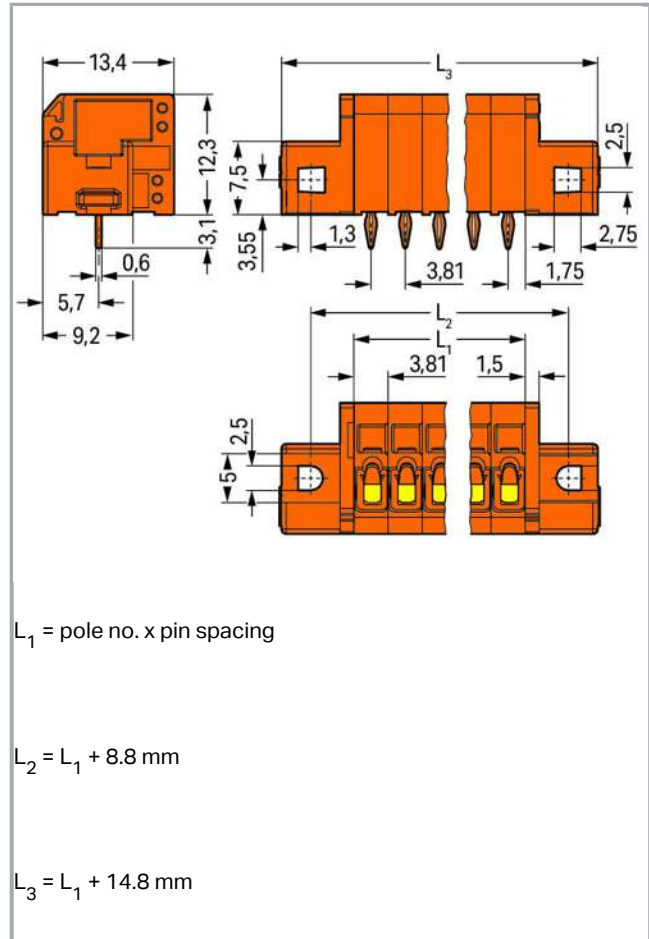 13,4
L₃
12,3
7,5
2,5
3,1
3,55
1,3
2,75
0,6
3,81
1,75
5,7
9,2
L₂
L₁
3,81
1,5
2,5
5
L₁ = pole no. x pin spacing
L₂ = L₁ + 8.8 mm
L₃ = L₁ + 14.8 mm